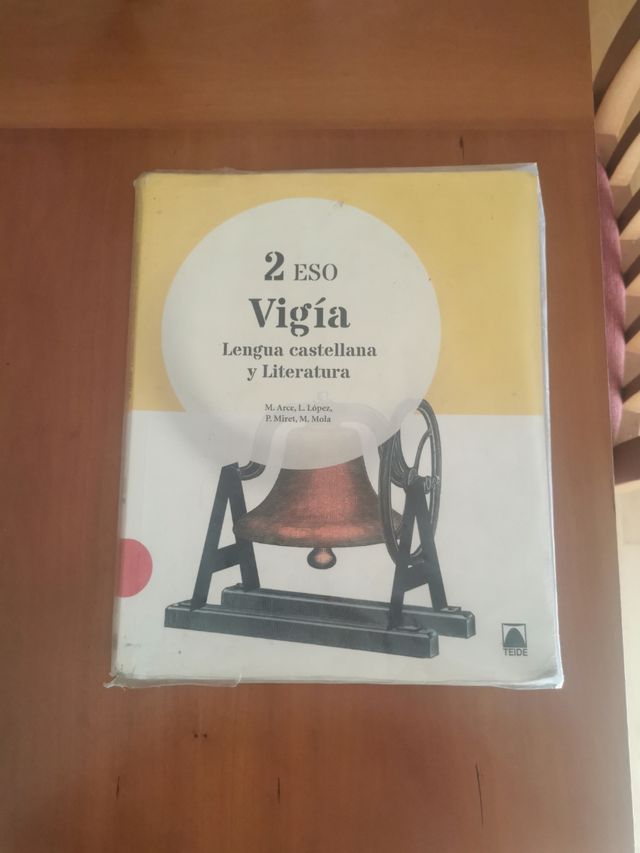 2 ESO
Vigía
Lengua castellana
y Literatura
M. Arce, L. López,
P. Miret, M. Mola
TEIDE